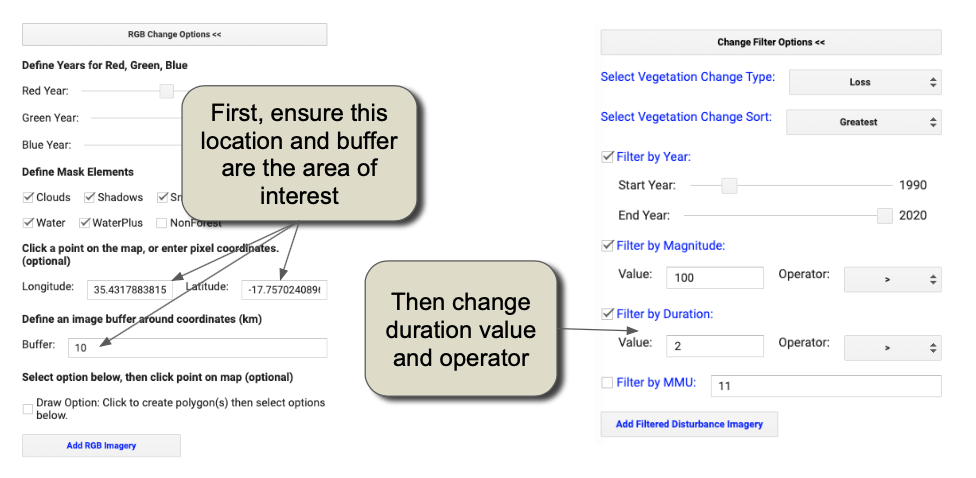 RGB Change Options <<
Define Years for Red, Green, Blue
Red Year:
Green Year:
Blue Year:
Define Mask Elements
Clouds Shadows
Water WaterPlus NonForest
Click a point on the map, or enter pixel coordinates.
(optional)
Longitude: 35.4317883815 Latitude: -17.757024089
Define an image buffer around coordinates (km)
Buffer: 10
Select option below, then click point on map (optional)
Draw Option: Click to create polygon(s) then select options
below.
Add RGB Imagery
First, ensure this
location and buffer
are the area of
interest
Then change
duration value
and operator
Change Filter Options <<
Select Vegetation Change Type: Loss
Select Vegetation Change Sort: Greatest
Filter by Year:
Start Year: 1990
End Year: 2020
Filter by Magnitude:
Value: 100 Operator: >
Filter by Duration:
Value: 2 Operator: >
Filter by MMU: 11
Add Filtered Disturbance Imagery